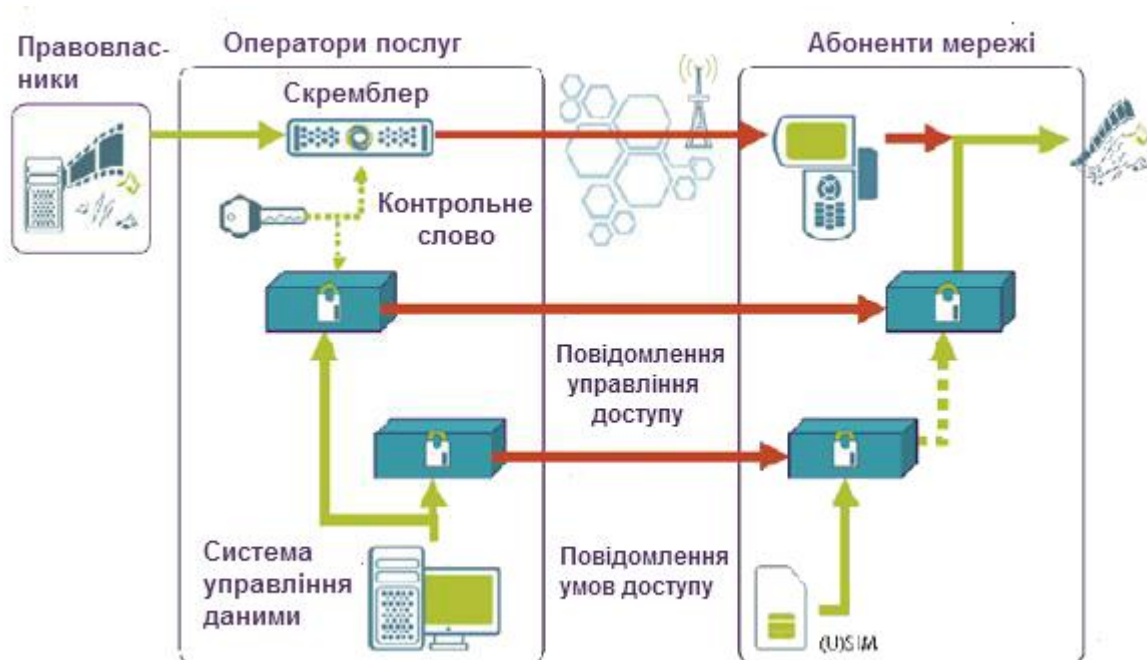 Правовлас-
ники
Оператори послуг
Абоненти мережі
Скремблер
Контрольне
слово
Повідомлення
управління
доступу
Система
управління
даними
Повідомлення
умов доступу
(U)SIM